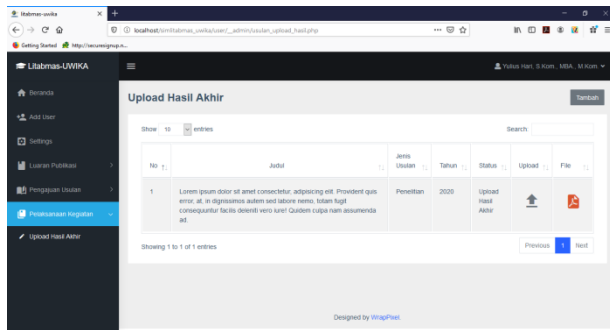 litabmas-uwika
localhost/simlitabmas_uwika/user/_admin/usulan_upload_hasil.php
Getting Started http://securesignup.n...
Litabmas-UWIKA
Yulius Hari, S.Kom., MBA., M.Kom.
Beranda
Add User
Settings
Luaran Publikasi
Pengajuan Usulan
Pelaksanaan Kegiatan
Upload Hasil Akhir
Upload Hasil Akhir
Tambah
Show 10 entries
Search:
No Judul Jenis Usulan Tahun Status Upload File
1 Lorem ipsum dolor sit amet consectetur, adipisicing elit. Provident quis
error, at, in dignissimos autem sed labore nemo, totam fugit
consequuntur facilis deleniti vero iure! Quidem culpa nam assumenda
ad.
Penelitian 2020 Upload
Hasil
Akhir
Showing 1 to 1 of 1 entries
Previous 1 Next
Designed by WrapPixel.